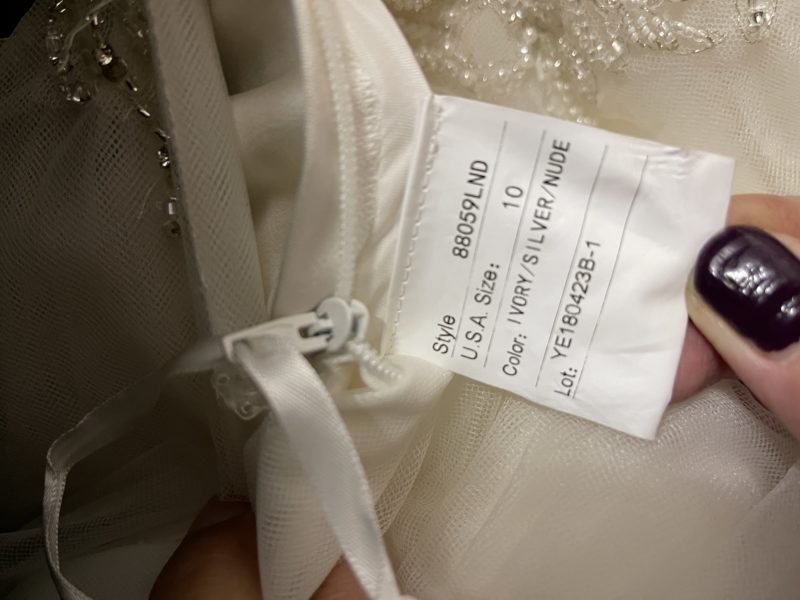 Style 88059LND
U.S.A. Size: 10
Color: IVORY/SILVER/NUDE
Lot: YE180423B-1